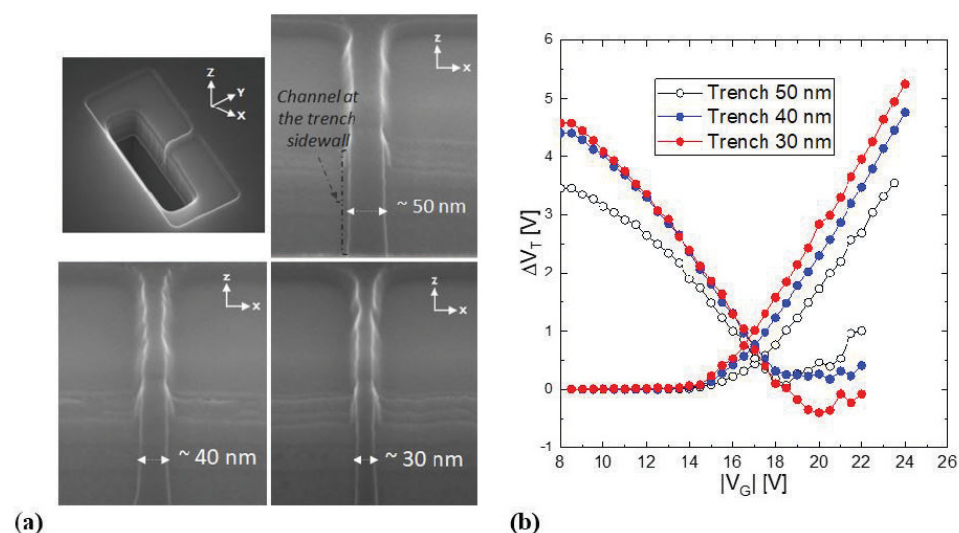 Z
Y
X
z
x
Channel at
the trench
sidewall
~ 50 nm
z
x
~ 40 nm
z
x
~ 30 nm
(a)
6
5
4
3
2
1
0
-1
ΔV_T [V]
Trench 50 nm
Trench 40 nm
Trench 30 nm
8 10 12 14 16 18 20 22 24 26
|V_G| [V]
(b)